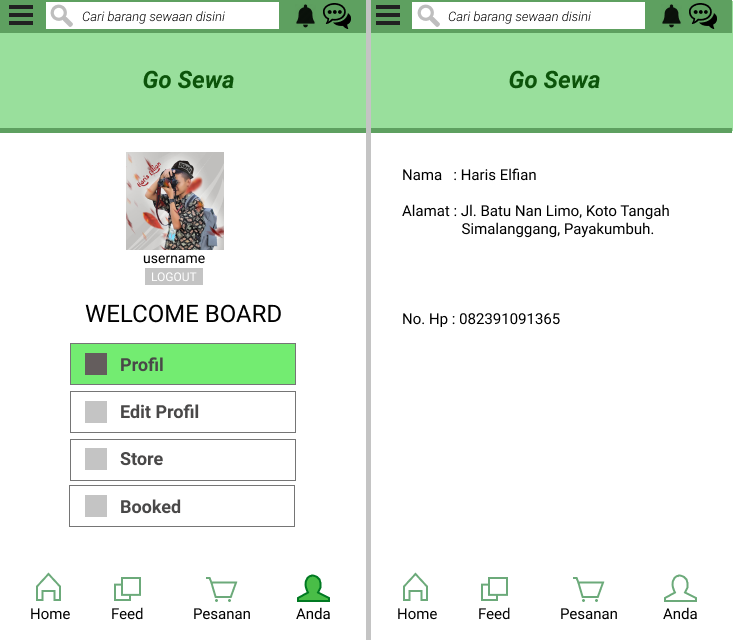 Cari barang sewaan disini
Go Sewa
Haris Elfian
username
LOGOUT
WELCOME BOARD
Profil
Edit Profil
Store
Booked
Home
Feed
Pesanan
Anda
Cari barang sewaan disini
Go Sewa
Nama : Haris Elfian
Alamat : Jl. Batu Nan Limo, Koto Tangah
Simalanggang, Payakumbuh.
No. Hp : 082391091365
Home
Feed
Pesanan
Anda